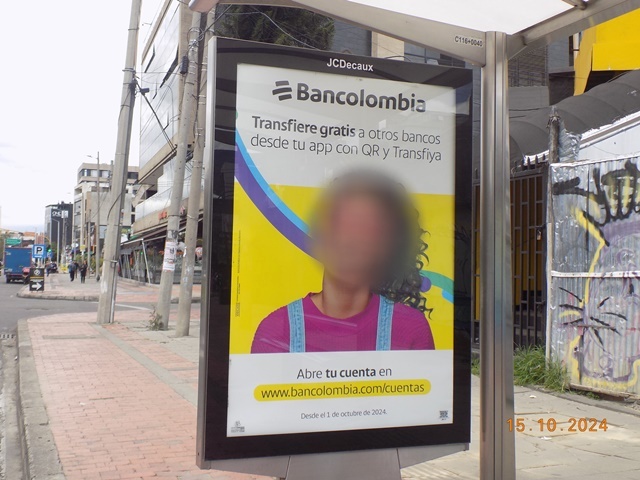 C116+0040
JCDecaux
Bancolombia
Transfiere gratis a otros bancos
desde tu app con QR y Transfiya
Abre tu cuenta en
www.bancolombia.com/cuentas
Desde el 1 de octubre de 2024.
P
15.10.2024